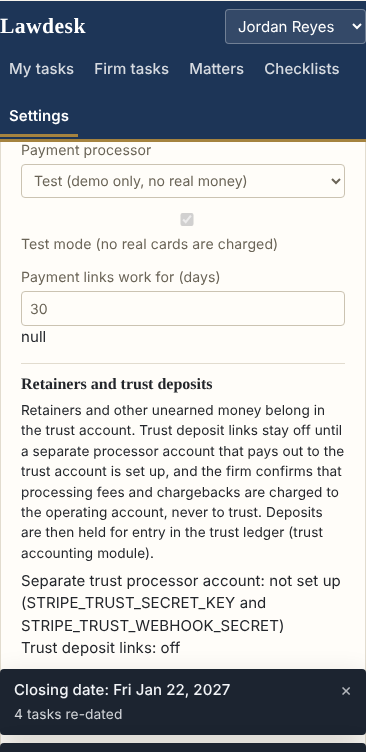 Lawdesk
Jordan Reyes
My tasks Firm tasks Matters Checklists
Settings
Payment processor
Test (demo only, no real money)
Test mode (no real cards are charged)
Payment links work for (days)
30
null
Retainers and trust deposits
Retainers and other unearned money belong in
the trust account. Trust deposit links stay off until
a separate processor account that pays out to the
trust account is set up, and the firm confirms that
processing fees and chargebacks are charged to
the operating account, never to trust. Deposits
are then held for entry in the trust ledger (trust
accounting module).
Separate trust processor account: not set up
(STRIPE_TRUST_SECRET_KEY and
STRIPE_TRUST_WEBHOOK_SECRET)
Trust deposit links: off
Closing date: Fri Jan 22, 2027 ×
4 tasks re-dated